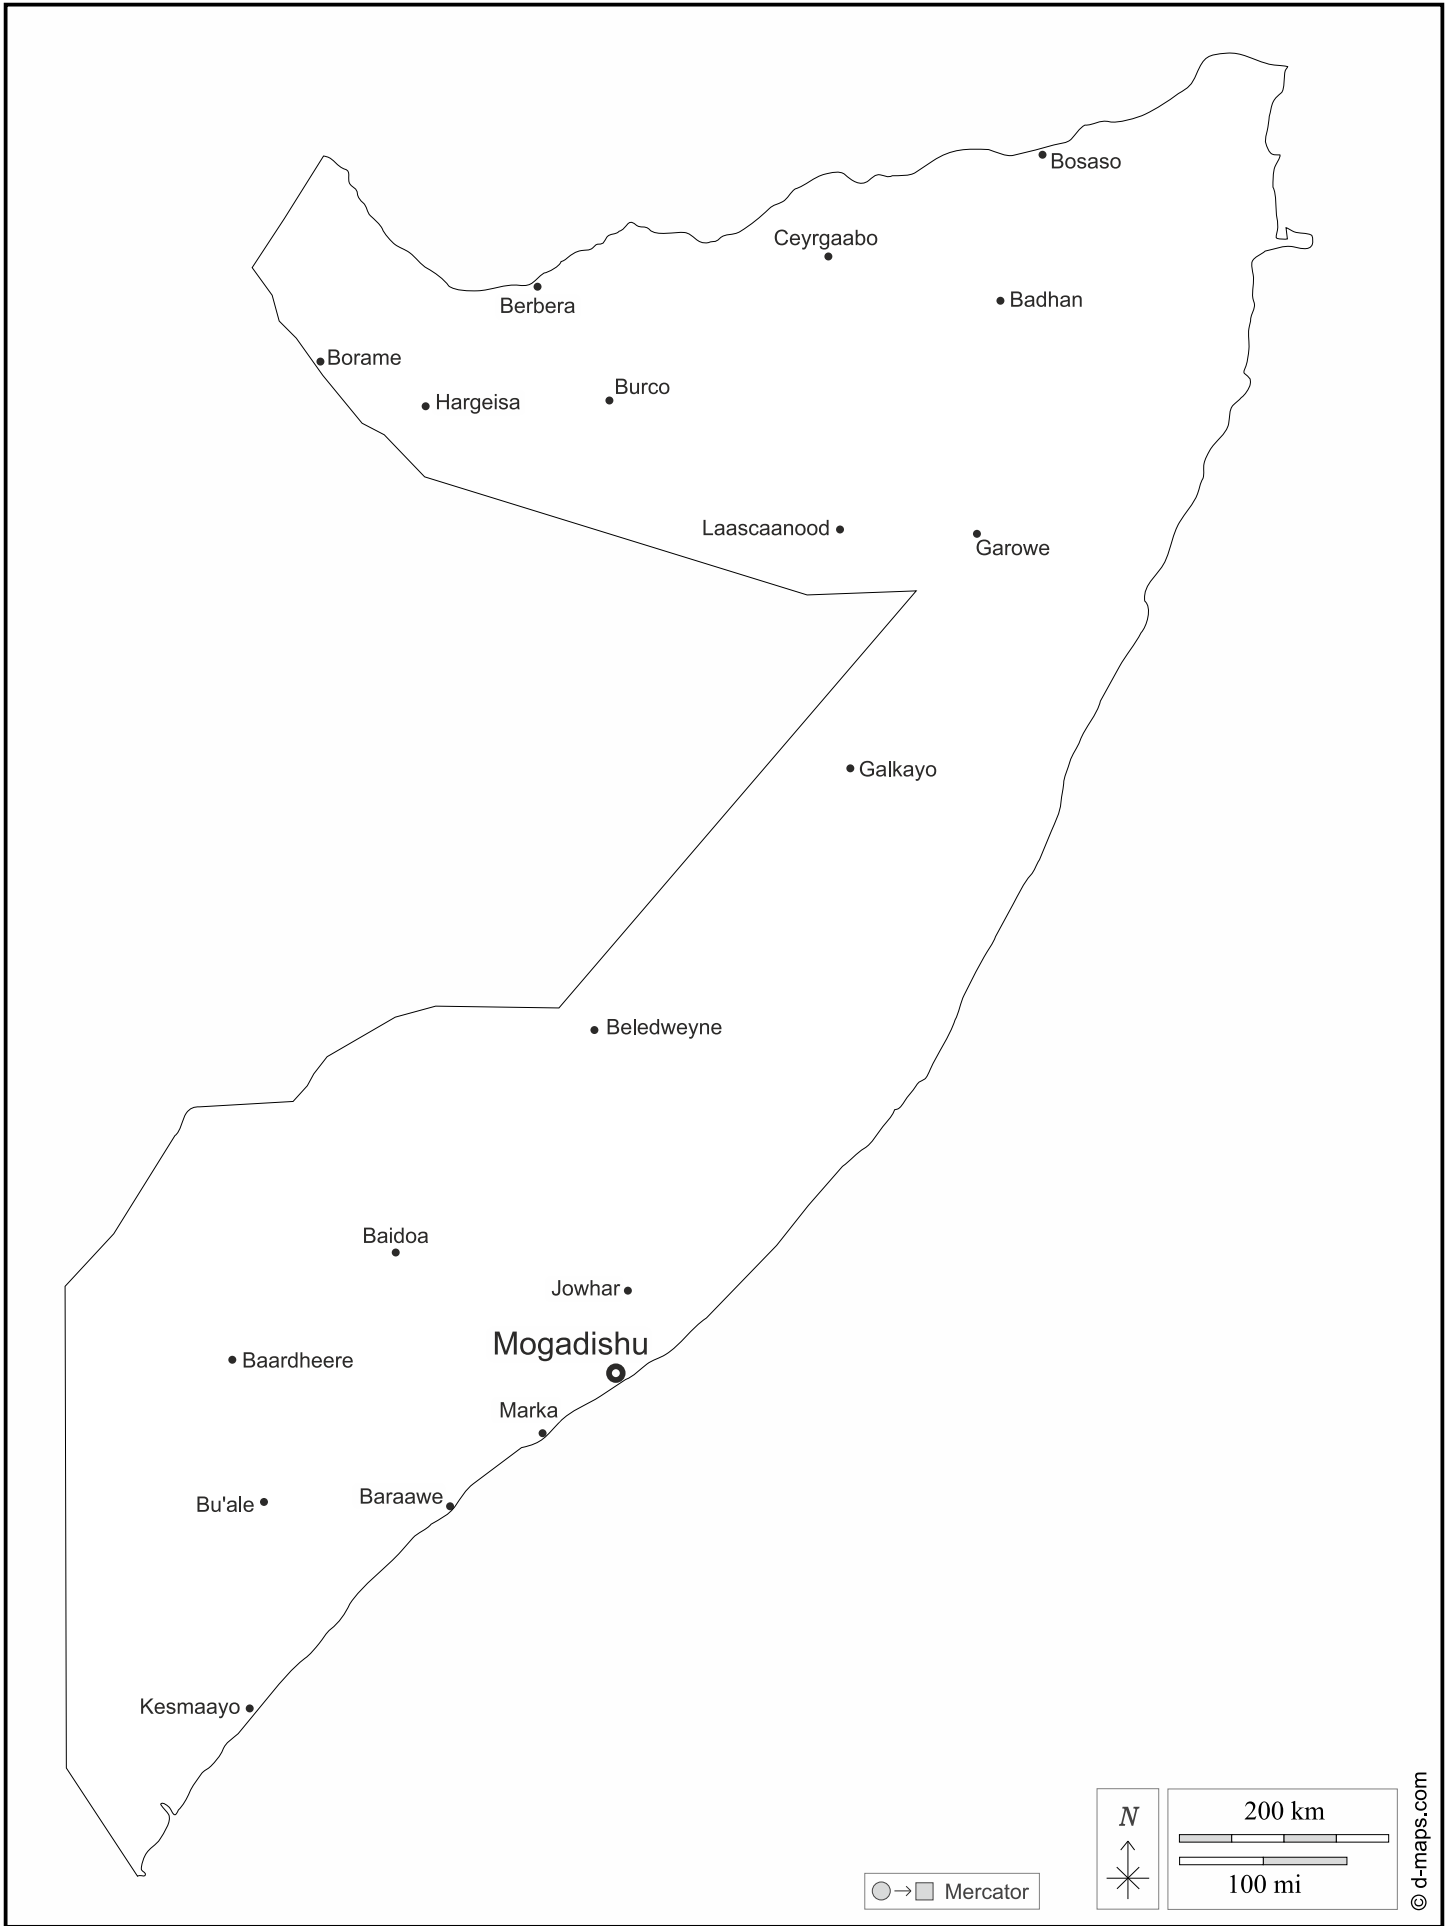 Bosaso
Ceyrgaabo
Badhan
Berbera
Borame
Burco
Hargeisa
Laascaanood
Garowe
Galkayo
Beledweyne
Baidoa
Jowhar
Mogadishu
Baardheere
Marka
Baraawe
Bu'ale
Kesmaayo
N
200 km
100 mi
Mercator
© d-maps.com